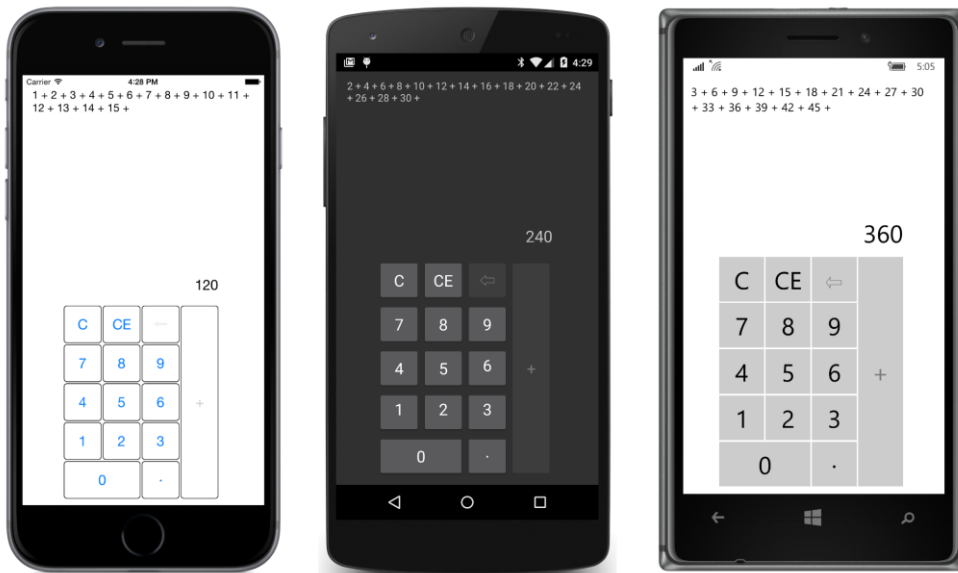 Carrier 4:28 PM
1 + 2 + 3 + 4 + 5 + 6 + 7 + 8 + 9 + 10 + 11 +
12 + 13 + 14 + 15 +
120
C CE ←
7 8 9
4 5 6 +
1 2 3
0 .
4:29
2 + 4 + 6 + 8 + 10 + 12 + 14 + 16 + 18 + 20 + 22 + 24
+ 26 + 28 + 30 +
240
C CE ⇦
7 8 9
4 5 6 +
1 2 3
0 .
5:05
3 + 6 + 9 + 12 + 15 + 18 + 21 + 24 + 27 + 30
+ 33 + 36 + 39 + 42 + 45 +
360
C CE ⇦
7 8 9
4 5 6 +
1 2 3
0 .